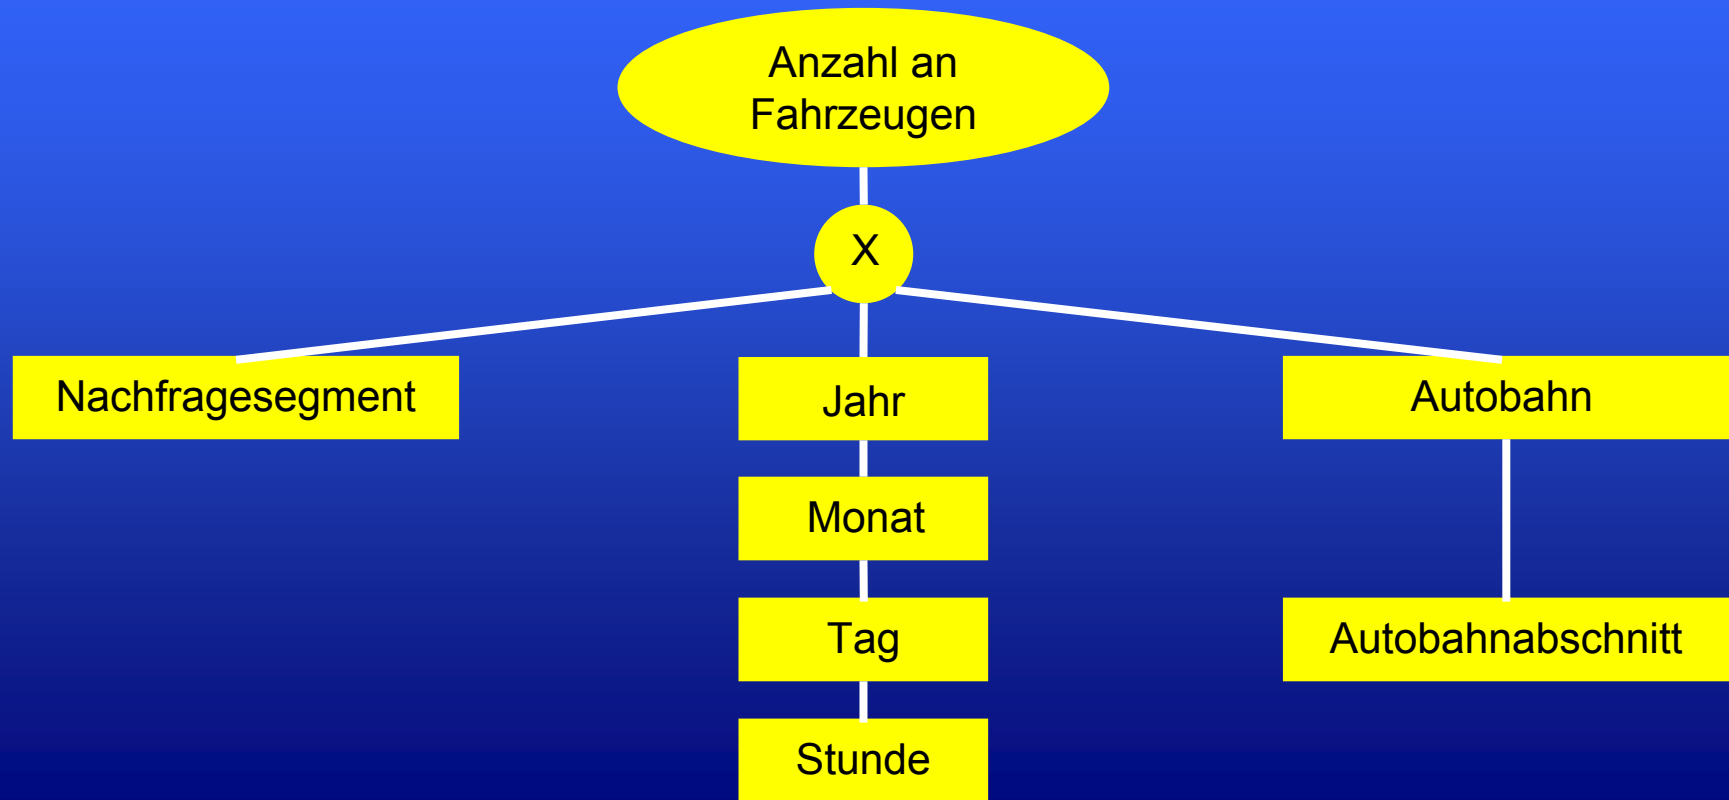 Anzahl an
Fahrzeugen
X
Nachfragesegment
Jahr
Autobahn
Monat
Tag
Autobahnabschnitt
Stunde